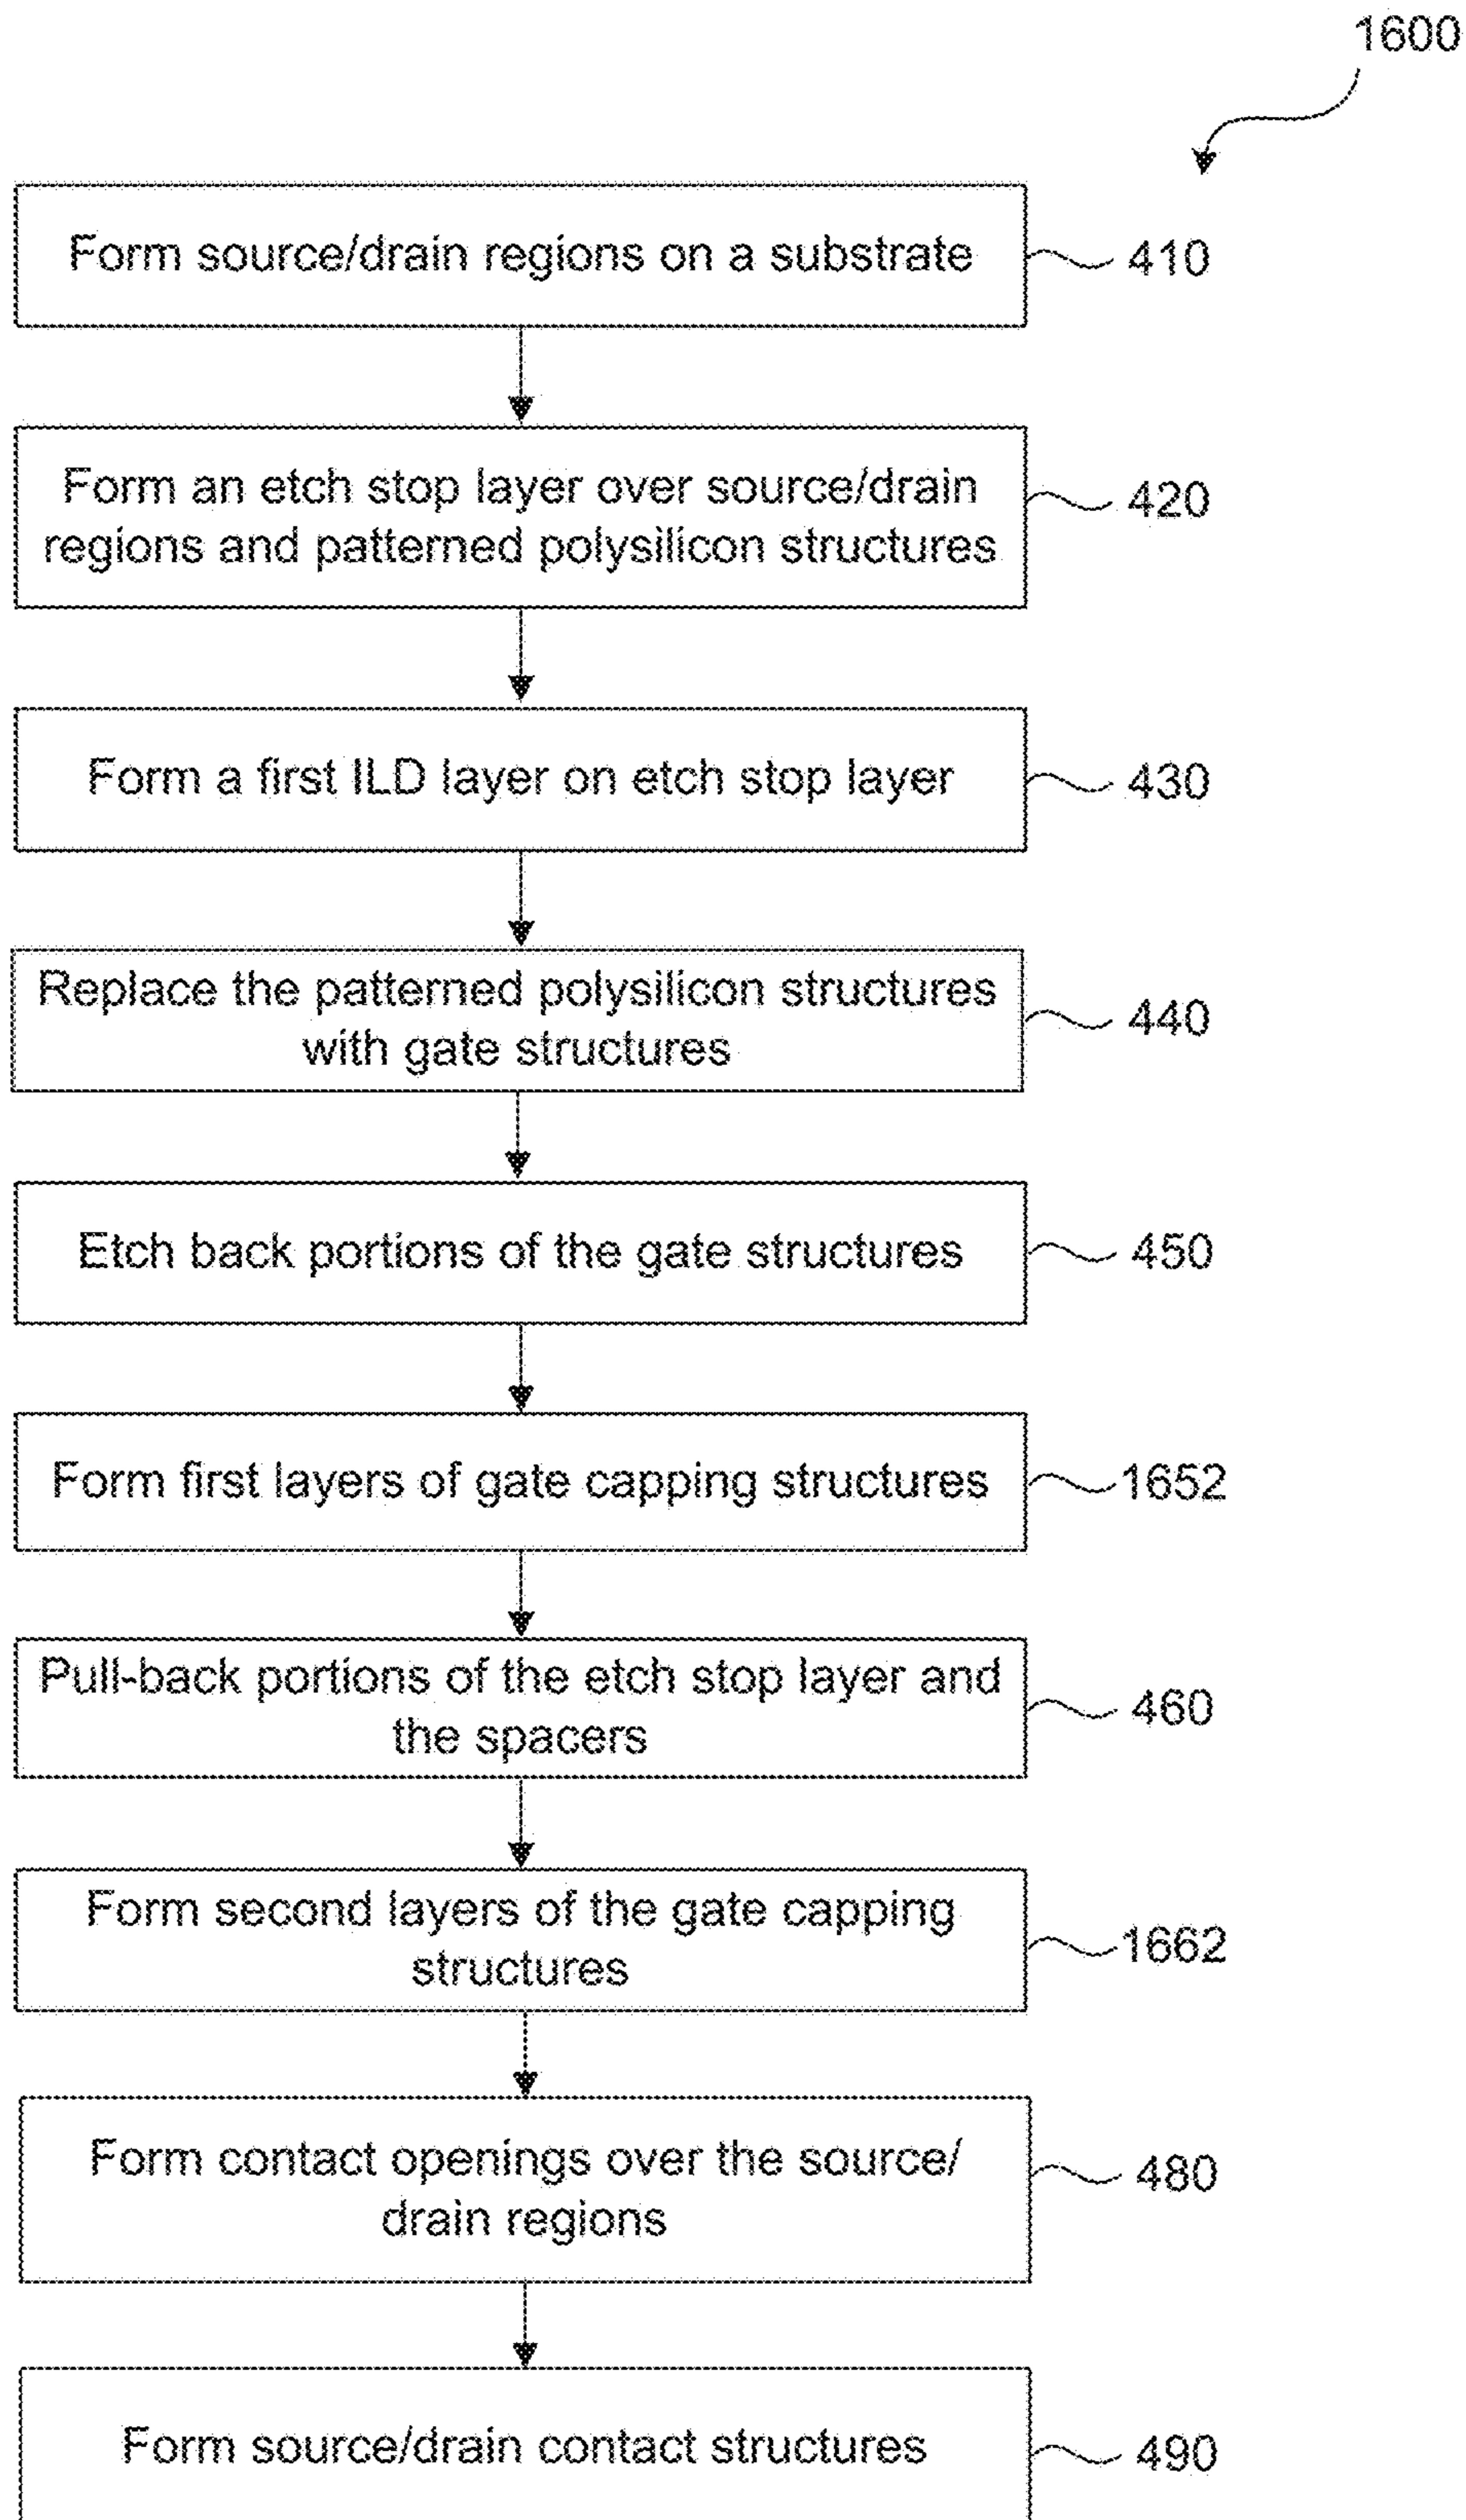 1600
Form source/drain regions on a substrate
410
Form an etch stop layer over source/drain
regions and patterned polysilicon structures
420
Form a first ILD layer on etch stop layer
430
Replace the patterned polysilicon structures
with gate structures
440
Etch back portions of the gate structures
450
Form first layers of gate capping structures
1652
Pull-back portions of the etch stop layer and
the spacers
460
Form second layers of the gate capping
structures
1662
Form contact openings over the source/
drain regions
480
Form source/drain contact structures
490